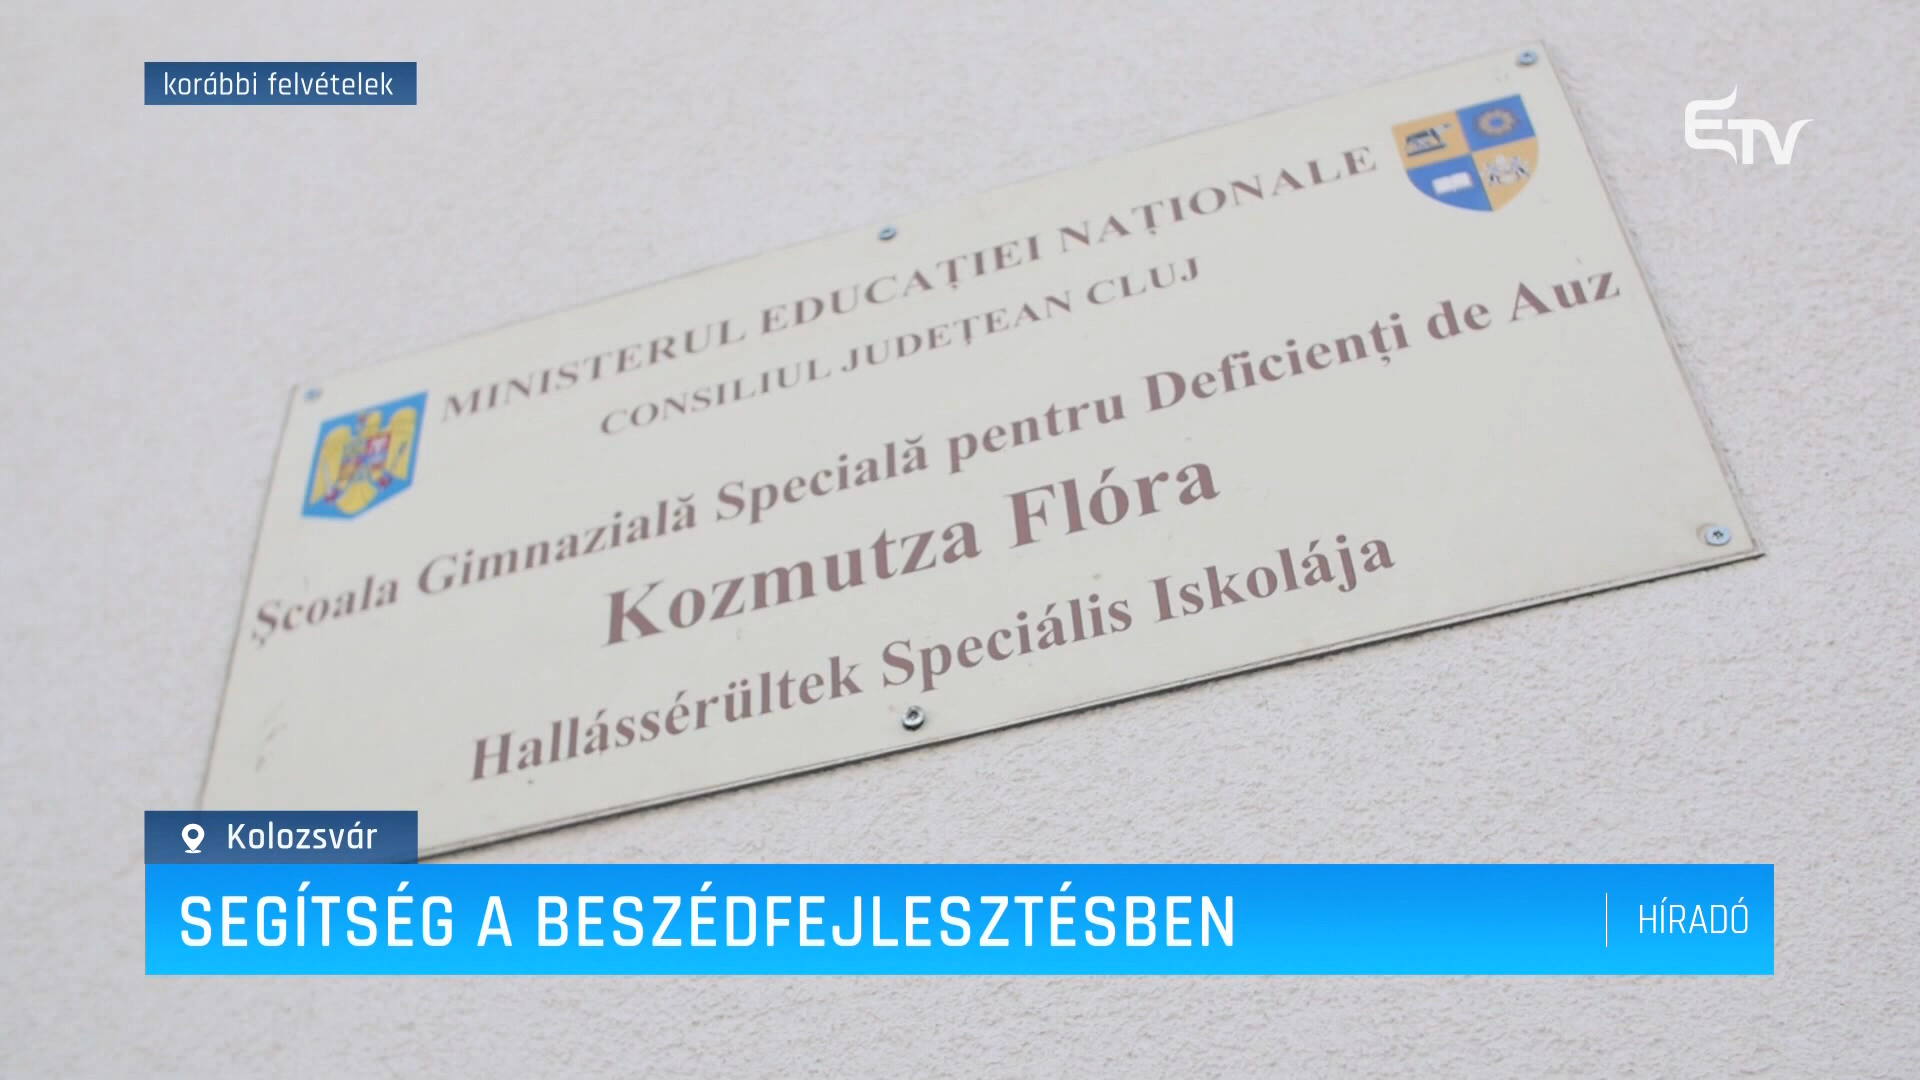 korábbi felvételek
ETV
MINISTERUL EDUCAȚIEI NAȚIONALE
CONSILIUL JUDEȚEAN CLUJ
Școala Gimnazială Specială pentru Deficienți de Auz
Kozmutza Flóra
Hallássérültek Speciális Iskolája
Kolozsvár
SEGÍTSÉG A BESZÉDFEJLESZTÉSBEN
HÍRADÓ